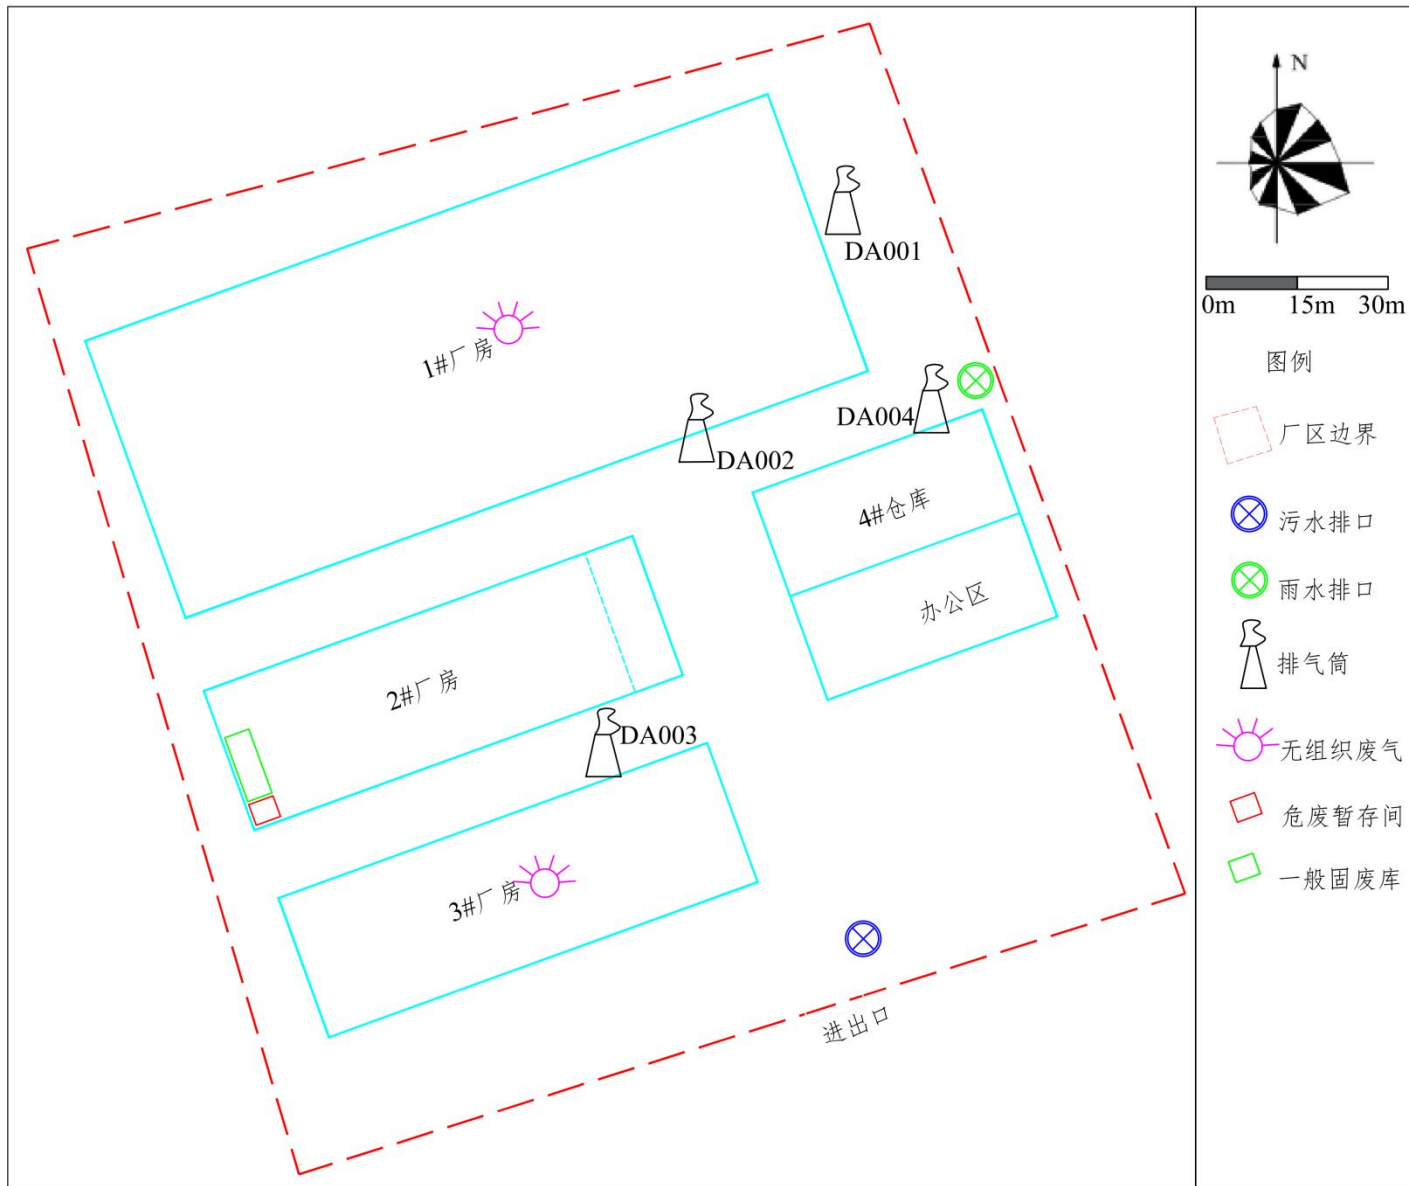 N
0m 15m 30m
图例
厂区边界
污水排口
雨水排口
排气筒
无组织废气
危废暂存间
一般固废库
DA001
1#厂房
DA004
DA002
4#仓库
办公区
2#厂房
DA003
3#厂房
进出口